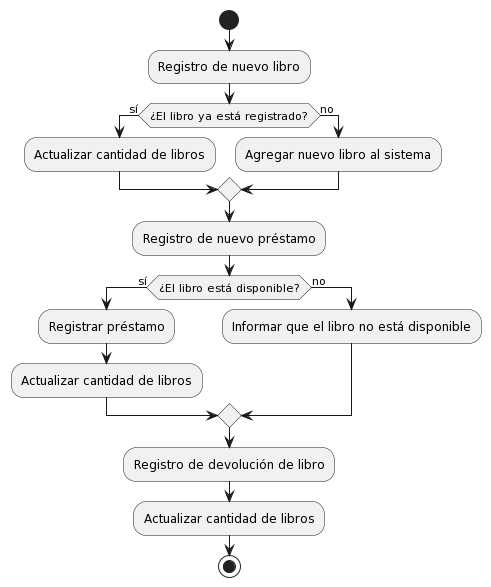 Registro de nuevo libro
sí
¿El libro ya está registrado?
no
Actualizar cantidad de libros
Agregar nuevo libro al sistema
Registro de nuevo préstamo
sí
¿El libro está disponible?
no
Registrar préstamo
Informar que el libro no está disponible
Actualizar cantidad de libros
Registro de devolución de libro
Actualizar cantidad de libros